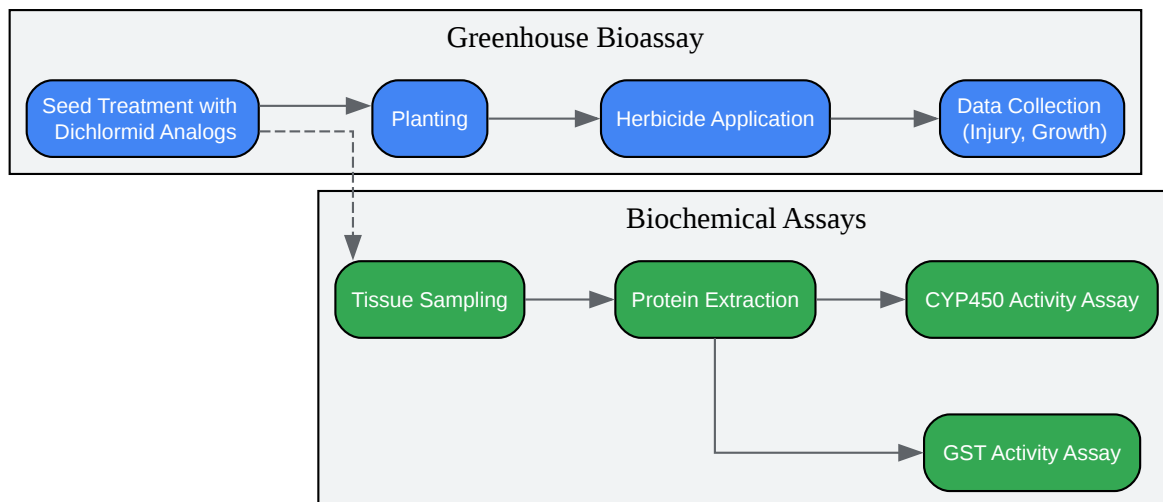 Greenhouse Bioassay
Seed Treatment with
Dichlormid Analogs
Planting
Herbicide Application
Data Collection
(Injury, Growth)
Biochemical Assays
Tissue Sampling
Protein Extraction
CYP450 Activity Assay
GST Activity Assay